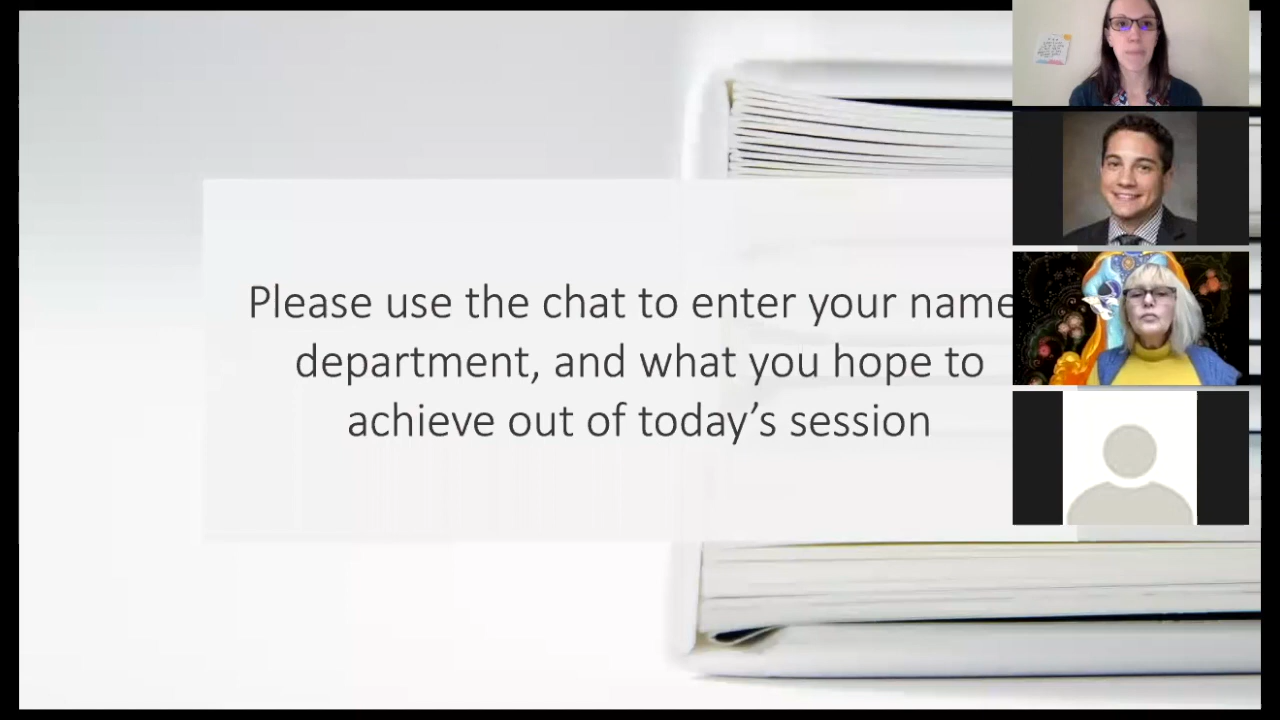 Please use the chat to enter your name
department, and what you hope to
achieve out of today's session